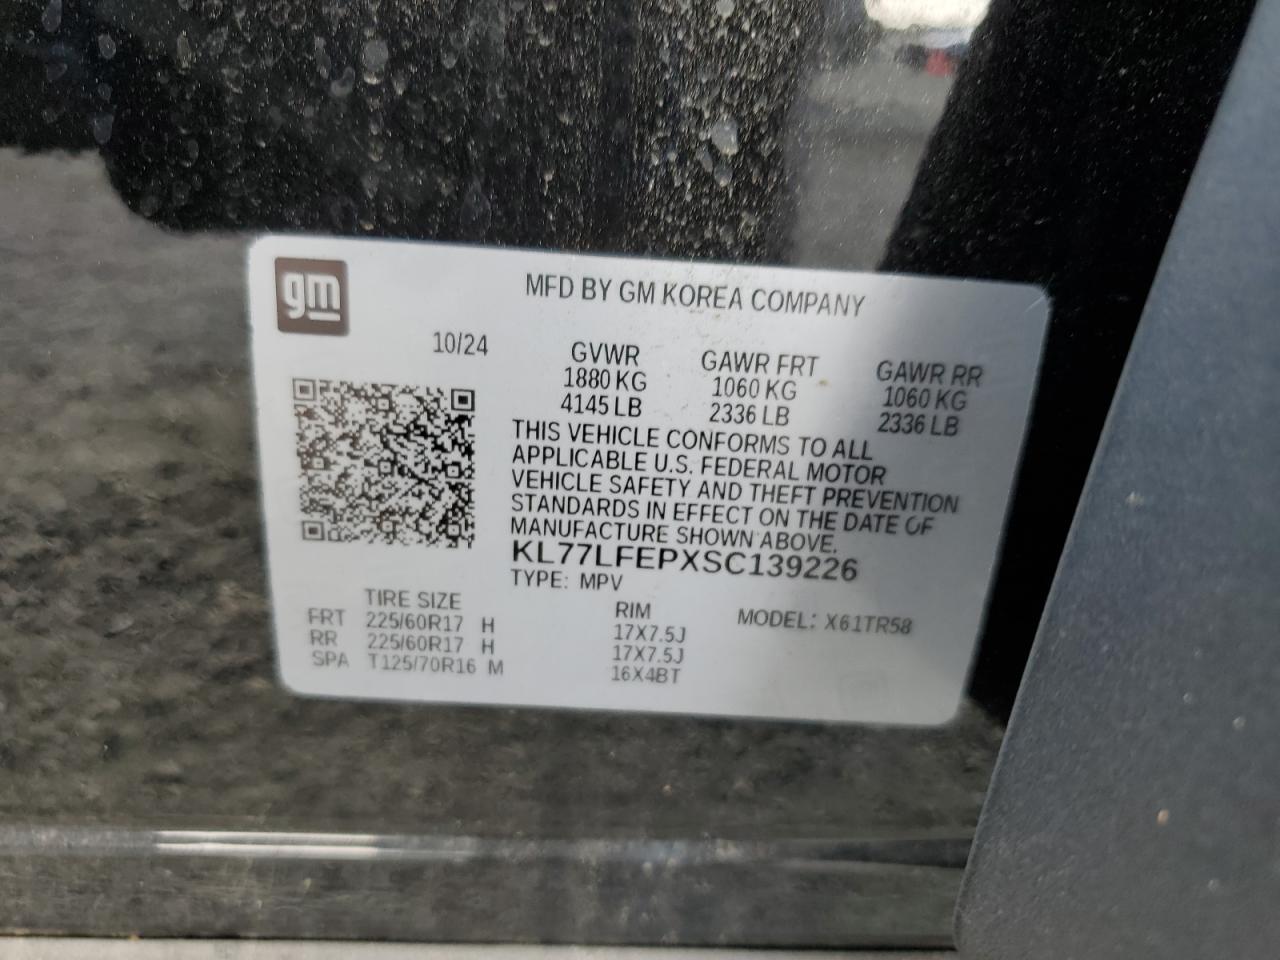 gm
MFD BY GM KOREA COMPANY
10/24
GVWR GAWR FRT GAWR RR
1880 KG 1060 KG 1060 KG
4145 LB 2336 LB 2336 LB
THIS VEHICLE CONFORMS TO ALL
APPLICABLE U.S. FEDERAL MOTOR
VEHICLE SAFETY AND THEFT PREVENTION
STANDARDS IN EFFECT ON THE DATE OF
MANUFACTURE SHOWN ABOVE.
KL77LFEPXSC139226
TYPE: MPV
TIRE SIZE RIM MODEL: X61TR58
FRT 225/60R17 H 17X7.5J
RR 225/60R17 H 17X7.5J
SPA T125/70R16 M 16X4BT